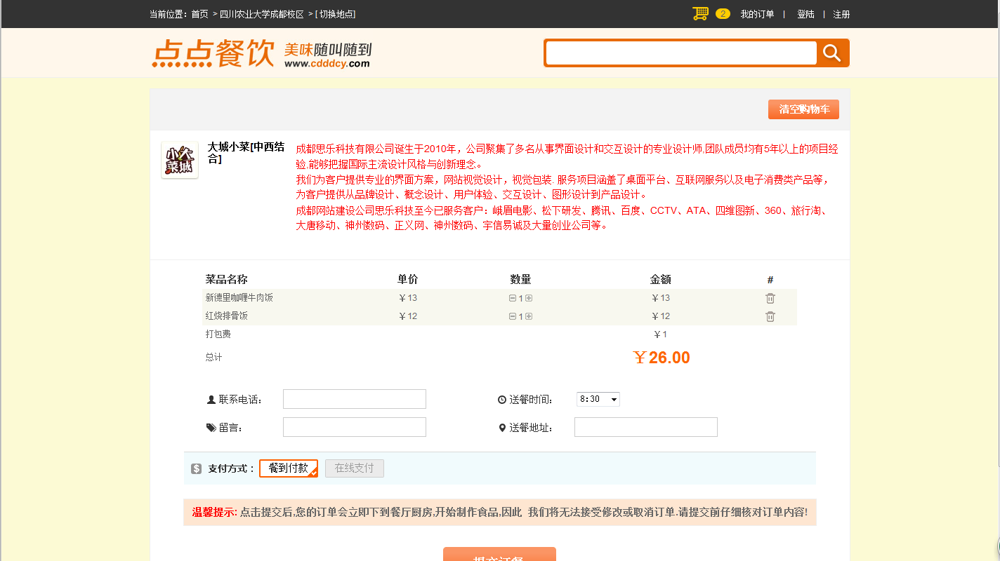 当前位置：首页 > 四川农业大学成都校区 > [ 切换地点]
2 我的订单 | 登陆 | 注册
点点餐饮 美味随叫随到
www.cdddcy.com
清空购物车
小大
菜城
大城小菜[中西结合]
成都思乐科技有限公司诞生于2010年，公司聚集了多名从事界面设计和交互设计的专业设计师,团队成员均有5年以上的项目经
验,能够把握国际主流设计风格与创新理念。
我们为客户提供专业的界面方案，网站视觉设计，视觉包装. 服务项目涵盖了桌面平台、互联网服务以及电子消费类产品等，
为客户提供从品牌设计、概念设计、用户体验、交互设计、图形设计到产品设计。
成都网站建设公司思乐科技至今已服务客户：峨眉电影、松下研发、腾讯、百度、CCTV、ATA、四维图新、360、旅行淘、
大唐移动、神州数码、正义网、神州数码、宇信易诚及大量创业公司等。
菜品名称 单价 数量 金额 #
新德里咖喱牛肉饭 ￥13 1 ￥13
红烧排骨饭 ￥12 1 ￥12
打包费 ￥1
总计 ￥26.00
联系电话： 送餐时间： 8:30
留言： 送餐地址：
支付方式： 餐到付款 在线支付
温馨提示: 点击提交后,您的订单会立即下到餐厅厨房,开始制作食品,因此 我们将无法接受修改或取消订单.请提交前仔细核对订单内容!
提交订餐